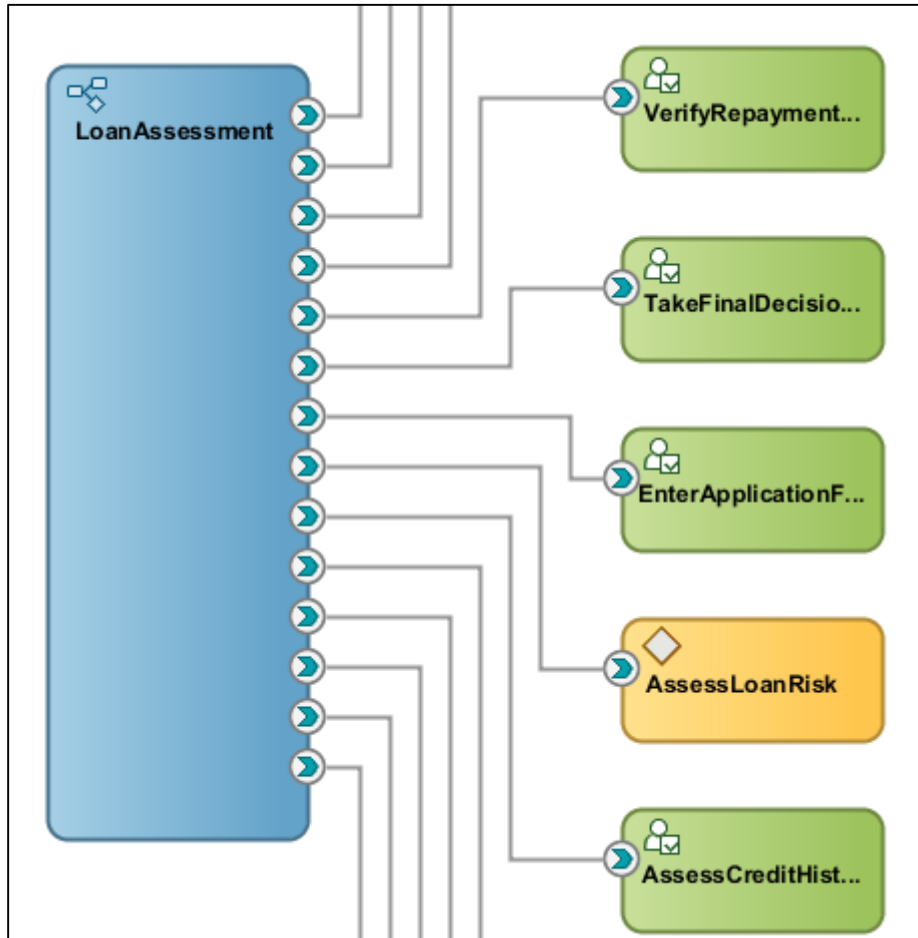 LoanAssessment
VerifyRepayment...
TakeFinalDecisio...
EnterApplicationF...
AssessLoanRisk
AssessCreditHist...